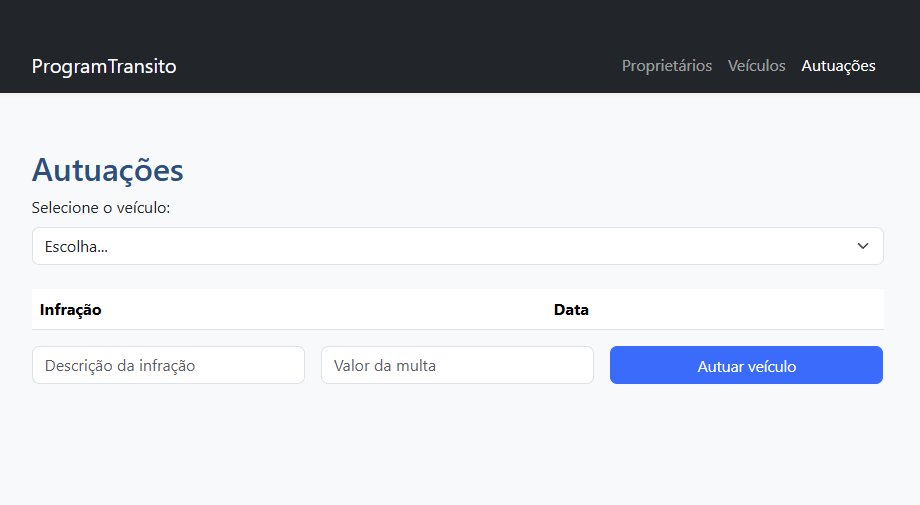 ProgramTransito
Proprietários Veículos Autuações
Autuações
Selecione o veículo:
Escolha...
Infração Data
Descrição da infração Valor da multa Autuar veículo